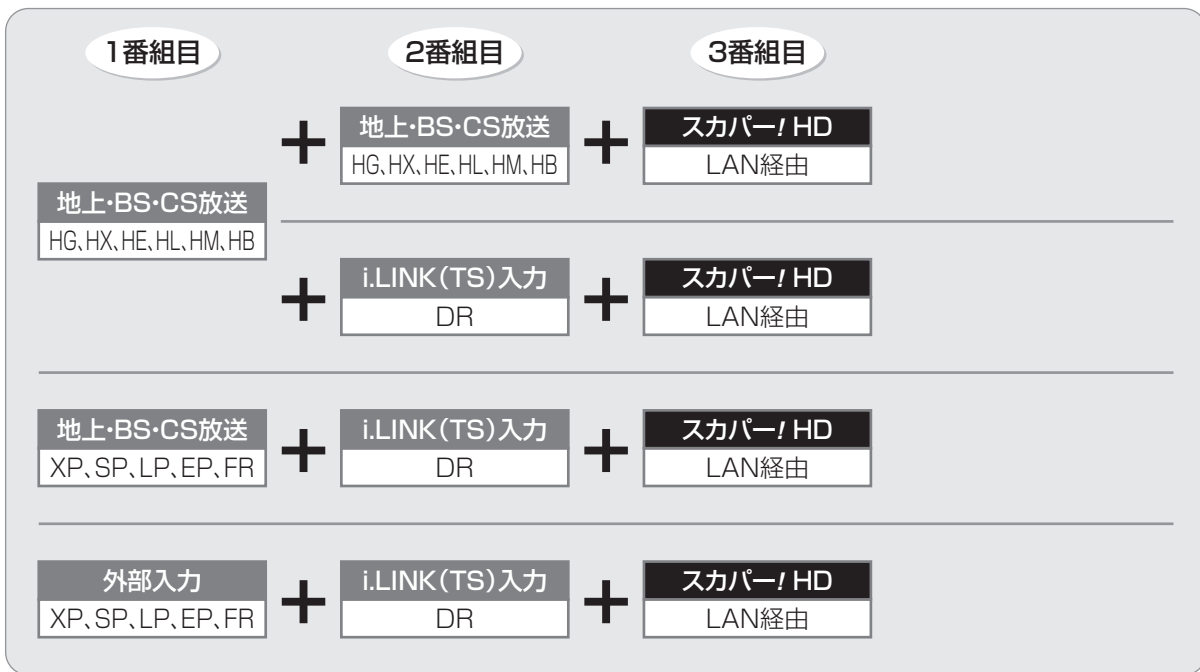 1番組目
2番組目
3番組目
地上・BS・CS放送
HG、HX、HE、HL、HM、HB
+
地上・BS・CS放送
HG、HX、HE、HL、HM、HB
+
スカパー! HD
LAN経由
+
i.LINK(TS)入力
DR
+
スカパー! HD
LAN経由
地上・BS・CS放送
XP、SP、LP、EP、FR
+
i.LINK(TS)入力
DR
+
スカパー! HD
LAN経由
外部入力
XP、SP、LP、EP、FR
+
i.LINK(TS)入力
DR
+
スカパー! HD
LAN経由